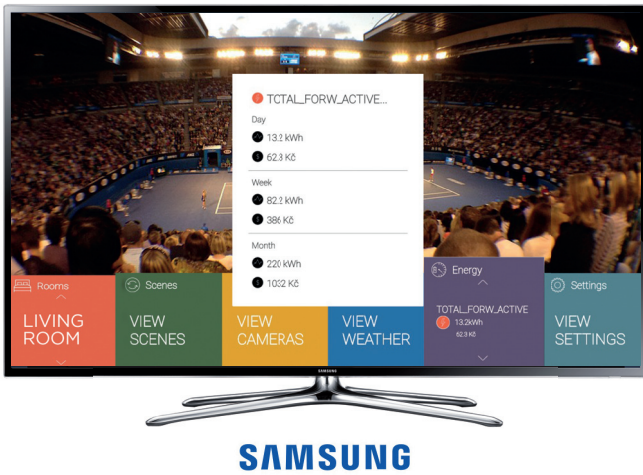 TOTAL_FORW_ACTIVE...
Day
13.2 kWh
62.3 Kč
Week
82.2 kWh
386 Kč
Month
220 kWh
1032 Kč
Rooms
LIVING
ROOM
Scenes
VIEW
SCENES
VIEW
CAMERAS
VIEW
WEATHER
Energy
TOTAL_FORW_ACTIVE
13.2kWh
62.3 Kč
Settings
VIEW
SETTINGS
SAMSUNG
SAMSUNG